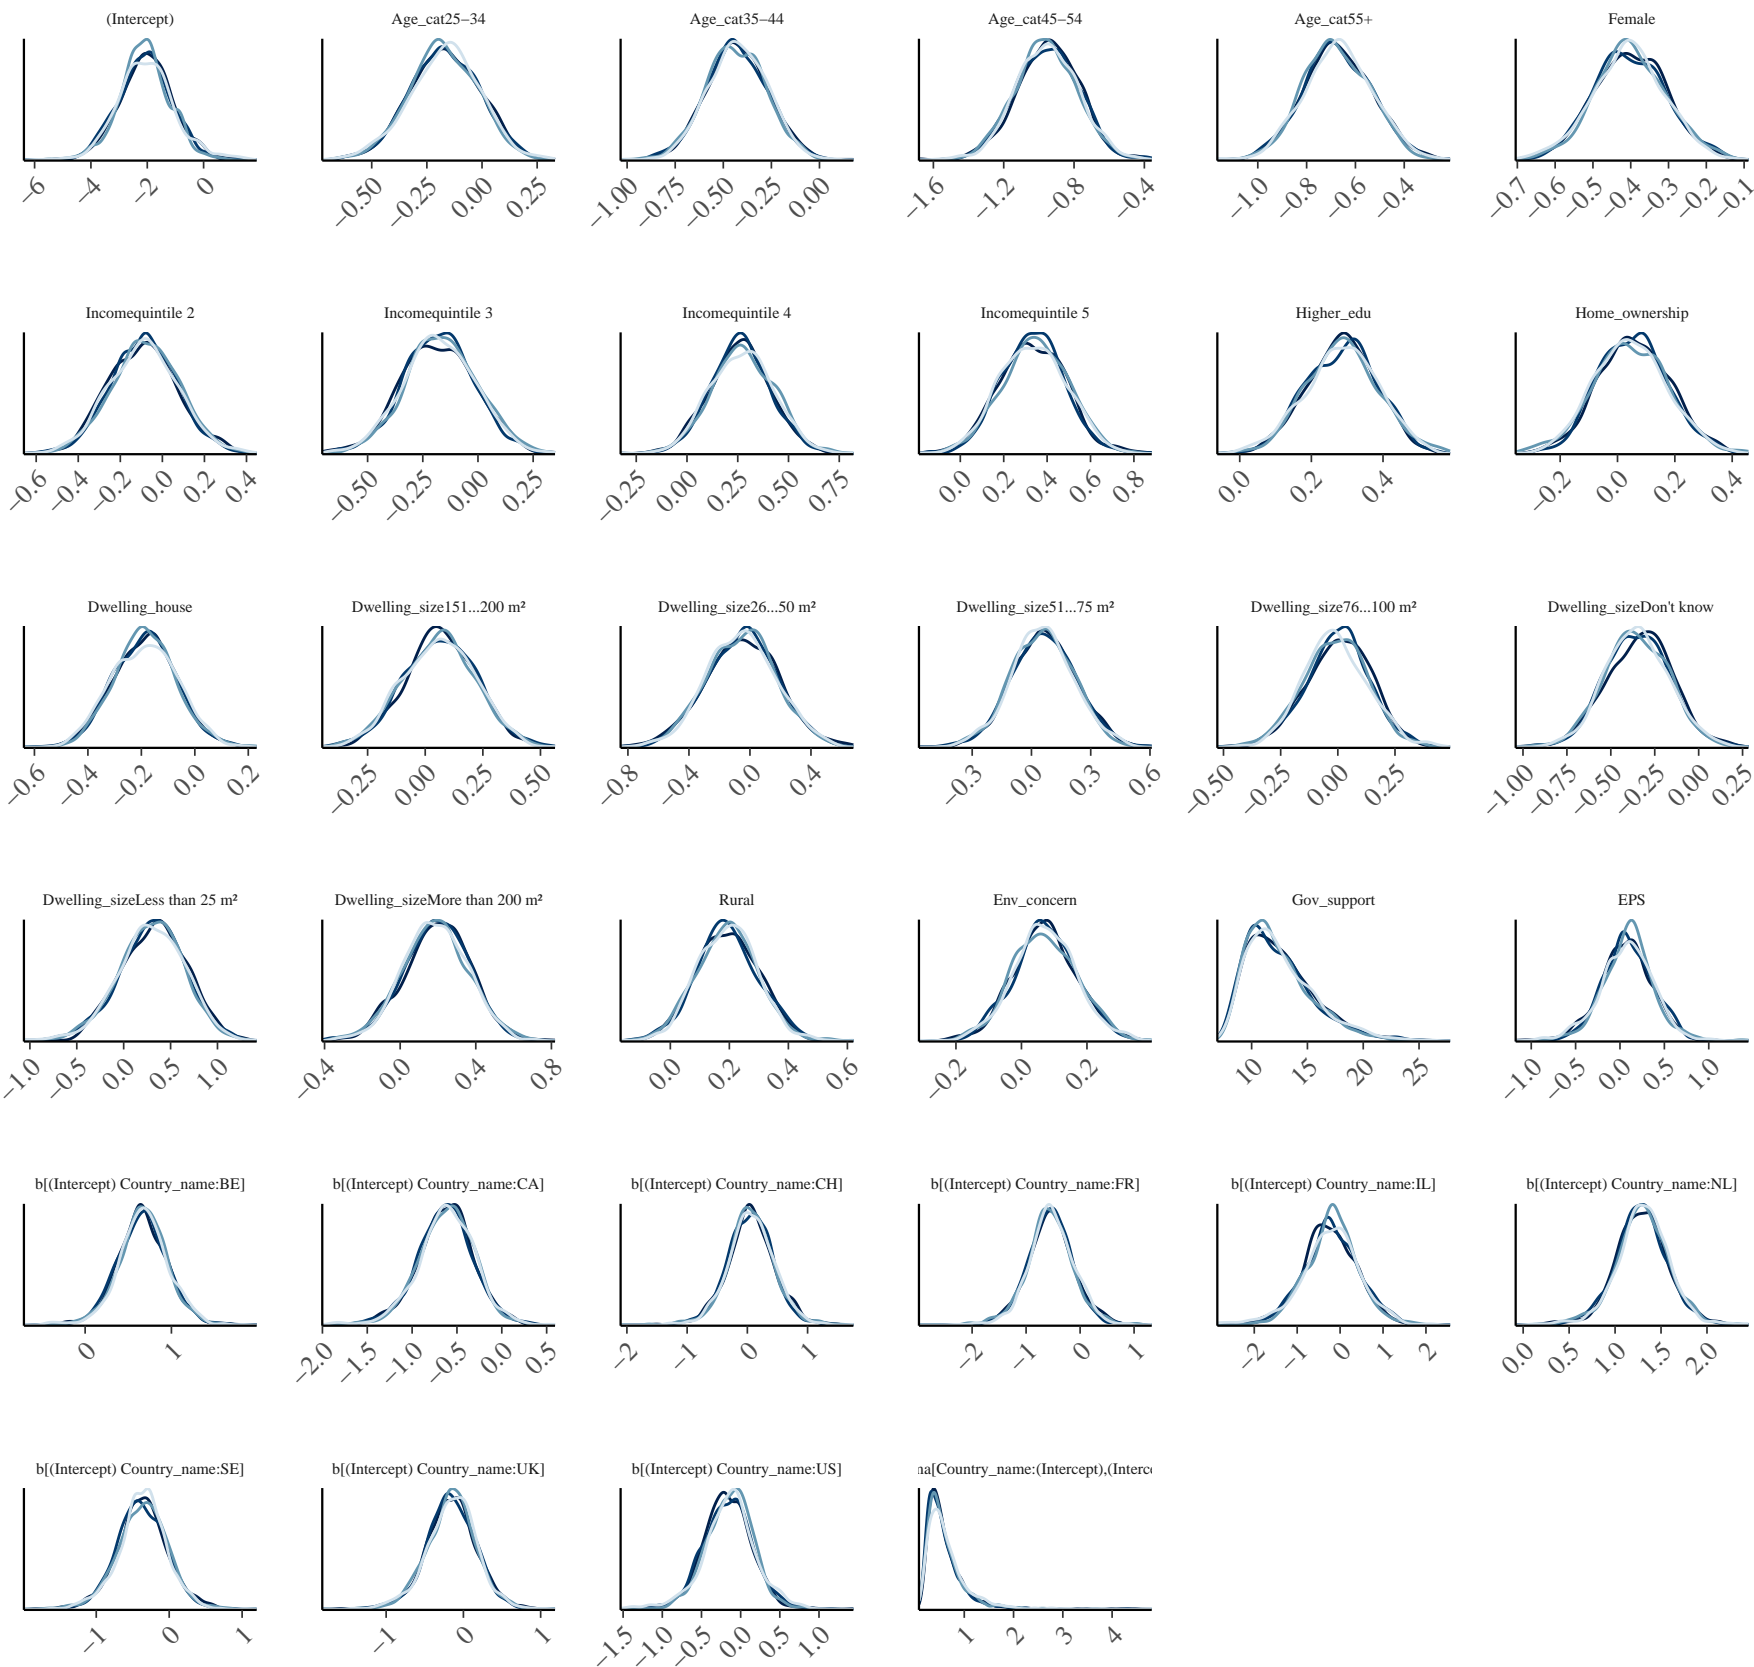 (Intercept) Age_cat25−34 Age_cat35−44 Age_cat45−54 Age_cat55+ Female
−6 −4 −2 0 −0.50 −0.25 0.00 0.25 −1.00 −0.75 −0.50 −0.25 0.00 −1.6 −1.2 −0.8 −0.4 −1.0 −0.8 −0.6 −0.4 −0.7 −0.6 −0.5 −0.4 −0.3 −0.2 −0.1
Incomequintile 2 Incomequintile 3 Incomequintile 4 Incomequintile 5 Higher_edu Home_ownership
−0.6 −0.4 −0.2 0.0 0.2 0.4 −0.50 −0.25 0.00 0.25 −0.25 0.00 0.25 0.50 0.75 0.0 0.2 0.4 0.6 0.8 0.0 0.2 0.4 −0.2 0.0 0.2 0.4
Dwelling_house Dwelling_size151...200 m² Dwelling_size26...50 m² Dwelling_size51...75 m² Dwelling_size76...100 m² Dwelling_sizeDon't know
−0.6 −0.4 −0.2 0.0 0.2 −0.25 0.00 0.25 0.50 −0.8 −0.4 0.0 0.4 −0.3 0.0 0.3 0.6 −0.50 −0.25 0.00 0.25 −1.00 −0.75 −0.50 −0.25 0.00 0.25
Dwelling_sizeLess than 25 m² Dwelling_sizeMore than 200 m² Rural Env_concern Gov_support EPS
−1.0 −0.5 0.0 0.5 1.0 −0.4 0.0 0.4 0.8 0.0 0.2 0.4 0.6 −0.2 0.0 0.2 10 15 20 25 −1.0 −0.5 0.0 0.5 1.0
b[(Intercept) Country_name:BE] b[(Intercept) Country_name:CA] b[(Intercept) Country_name:CH] b[(Intercept) Country_name:FR] b[(Intercept) Country_name:IL] b[(Intercept) Country_name:NL]
0 1 −2.0 −1.5 −1.0 −0.5 0.0 0.5 −2 −1 0 1 −2 −1 0 1 −2 −1 0 1 2 0.0 0.5 1.0 1.5 2.0
b[(Intercept) Country_name:SE] b[(Intercept) Country_name:UK] b[(Intercept) Country_name:US] na[Country_name:(Intercept),(Interce
−1 0 1 −1 0 1 −1.5 −1.0 −0.5 0.0 0.5 1.0 1 2 3 4